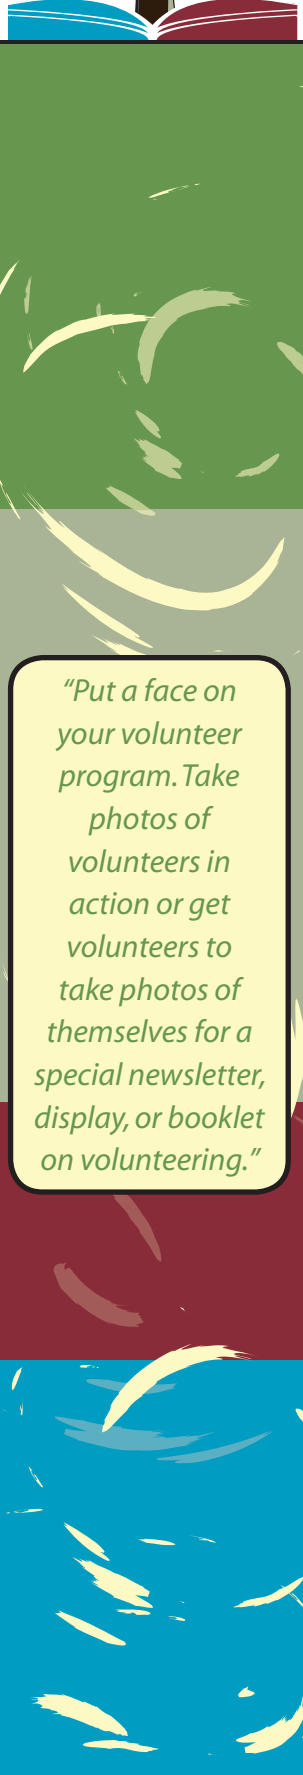 “Put a face on
your volunteer
program. Take
photos of
volunteers in
action or get
volunteers to
take photos of
themselves for a
special newsletter,
display, or booklet
on volunteering.”